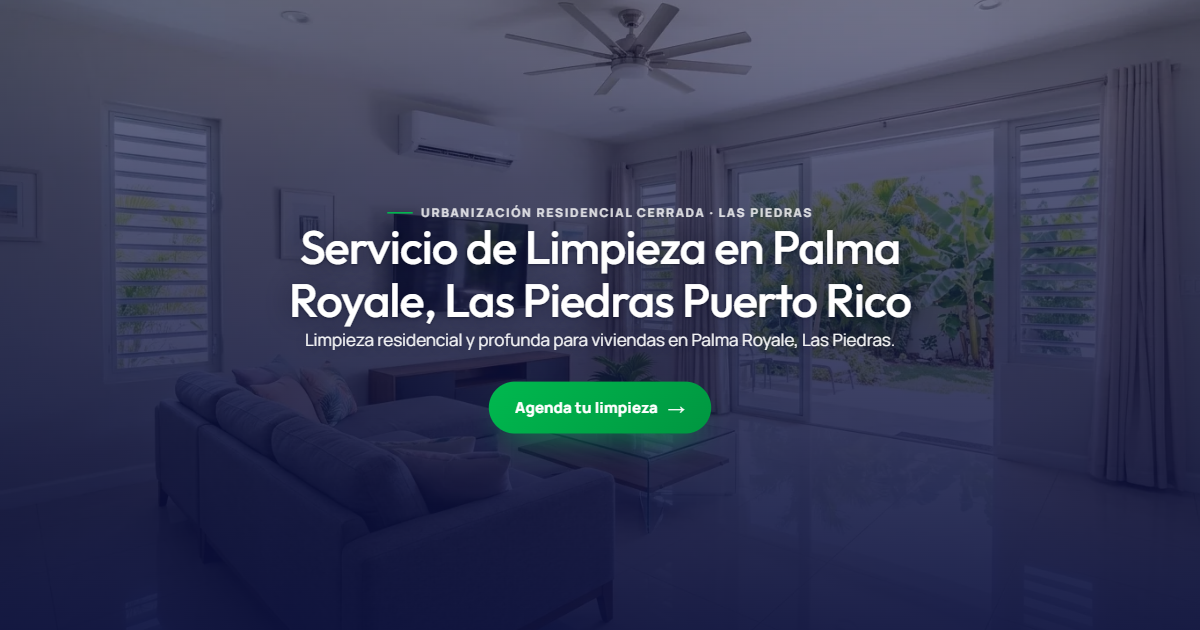 URBANIZACIÓN RESIDENCIAL CERRADA · LAS PIEDRAS
Servicio de Limpieza en Palma
Royale, Las Piedras Puerto Rico
Limpieza residencial y profunda para viviendas en Palma Royale, Las Piedras.
Agenda tu limpieza →